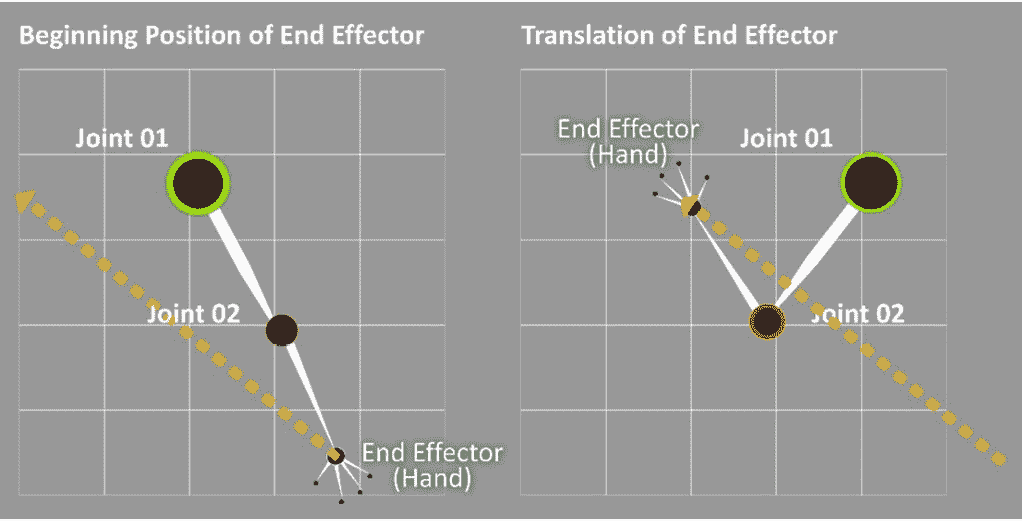 Beginning Position of End Effector
Joint 01
Joint 02
End Effector
(Hand)
Translation of End Effector
End Effector
(Hand)
Joint 01
Joint 02